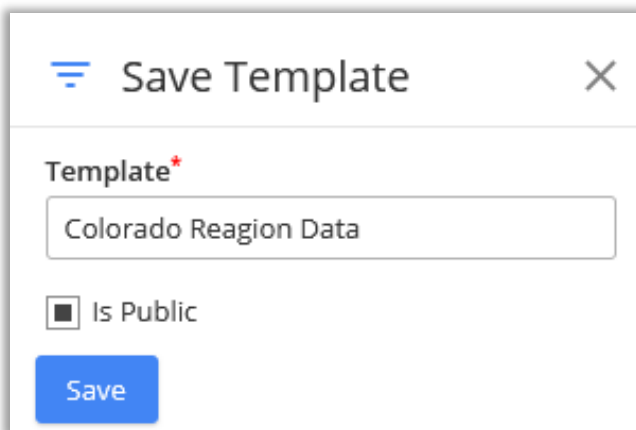 Save Template
Template*
Colorado Reagion Data
Is Public
Save